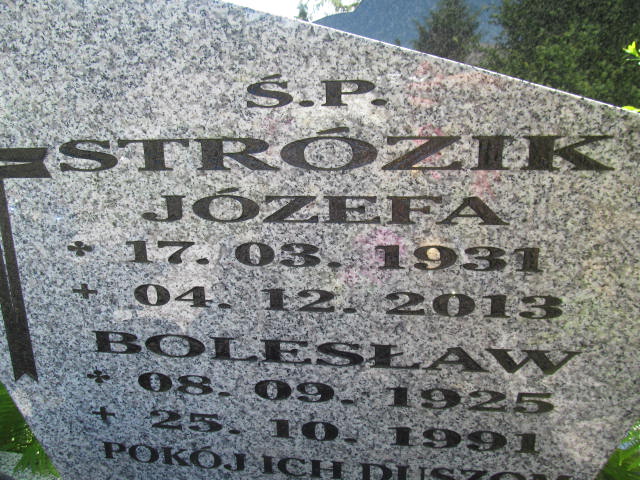 Ś.P.
STRÓZIK
JÓZEFA
* 17. 03. 1931
+ 04. 12. 2013
BOLESŁAW
* 08. 09. 1925
+ 25. 10. 1991
POKÓJ ICH DUSZOM